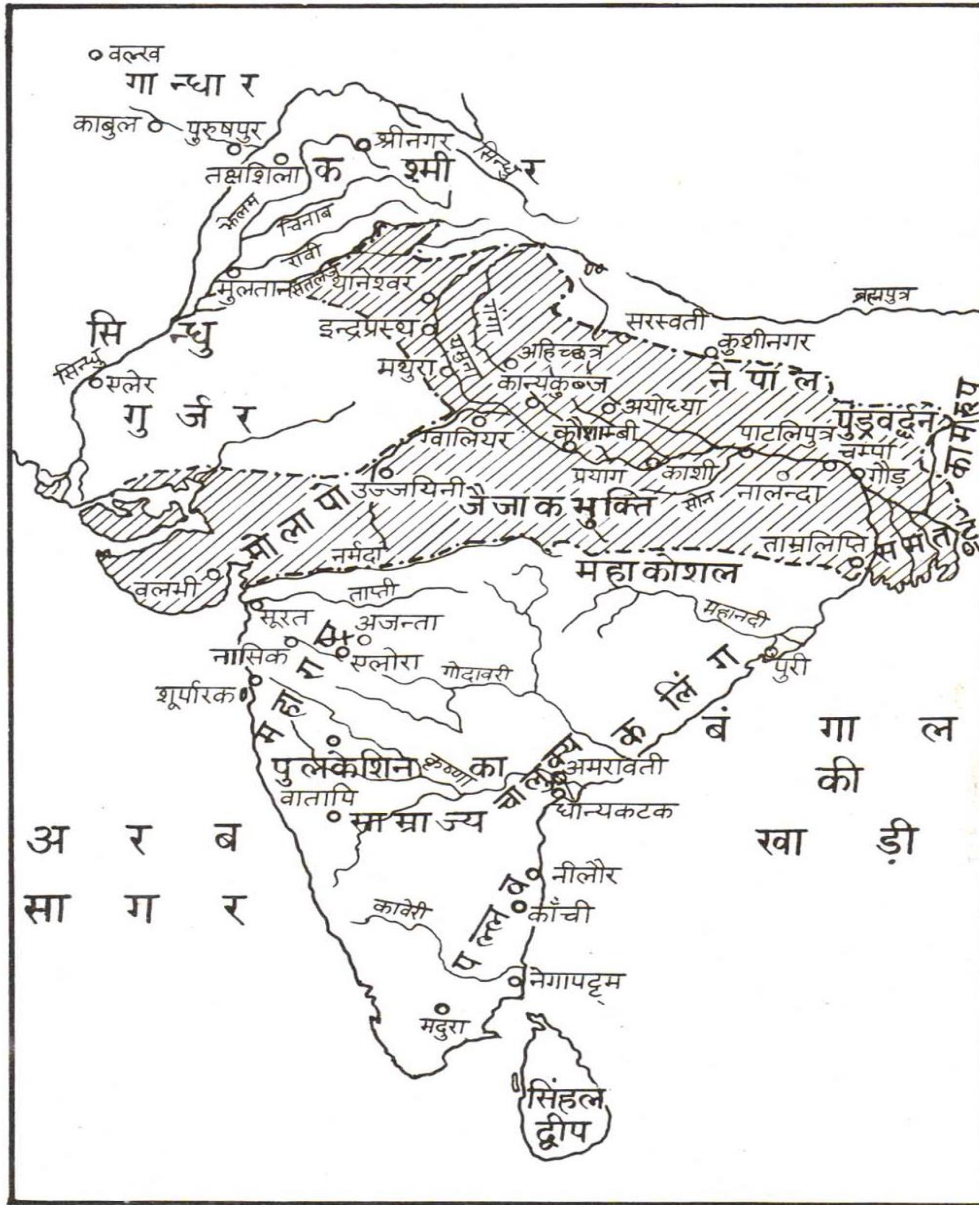 वल्ख
गान्धार
काबुल
पुरुषपुर
श्रीनगर
सिन्धु
तक्षशिला
कश्मीर
झेलम
चिनाब
रावी
मुलतान
सतलज
थानेश्वर
गंगा
ब्रह्मपुत्र
सिन्धु
इन्द्रप्रस्थ
यमुना
सरस्वती
कुशीनगर
सिन्धु
एलेर
मथुरा
अहिच्छत्र
नेपाल
कान्यकुब्ज
गुर्जर
अयोध्या
पुंड्रवर्द्धन
कामरूप
ग्वालियर
कौशाम्बी
पाटलिपुत्र
चम्पा
प्रयाग
काशी
गौड़
उज्जयिनी
जैजाकभुक्ति
सोन
नालन्दा
मोलापो
नर्मदा
ताम्रलिप्ति
वलभी
महाकोशल
ताप्ती
सूरत
अजन्ता
महानदी
नासिक
एलोरा
गोदावरी
पुरी
शूर्पारक
कलिंग
बंगाल
की
खाड़ी
पुलकेशिन का
कृष्णा
चालुक्य
अमरावती
वातापि
साम्राज्य
धान्यकटक
अरब
सागर
नीलौर
पल्लव
काँची
कावेरी
नेगापट्टम
मदुरा
सिंहल
द्वीप